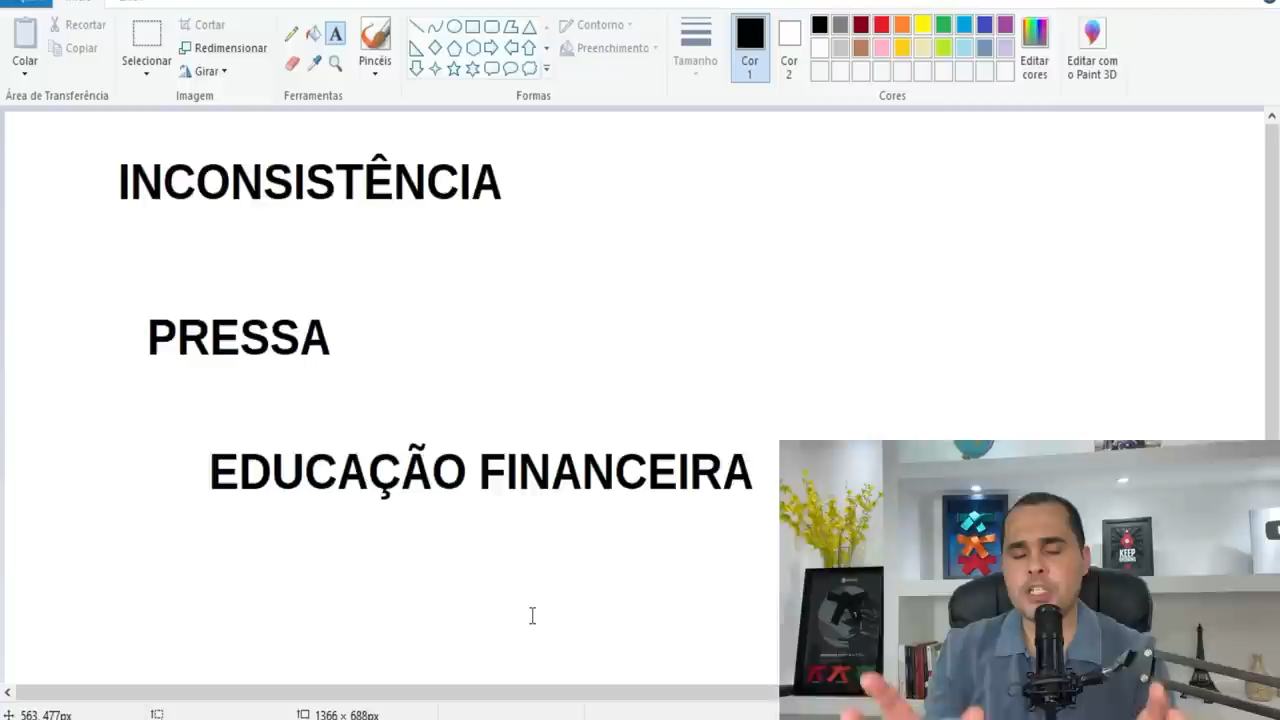 Colar
Recortar
Copiar
Área de Transferência
Selecionar
Cortar
Redimensionar
Girar
Imagem
A
Ferramentas
Pincéis
Formas
Contorno
Preenchimento
Tamanho
Cor
1
Cor
2
Cores
Editar
cores
Editar com
o Paint 3D
INCONSISTÊNCIA
PRESSA
EDUCAÇÃO FINANCEIRA
KEEP
563, 477px
1366 × 688px